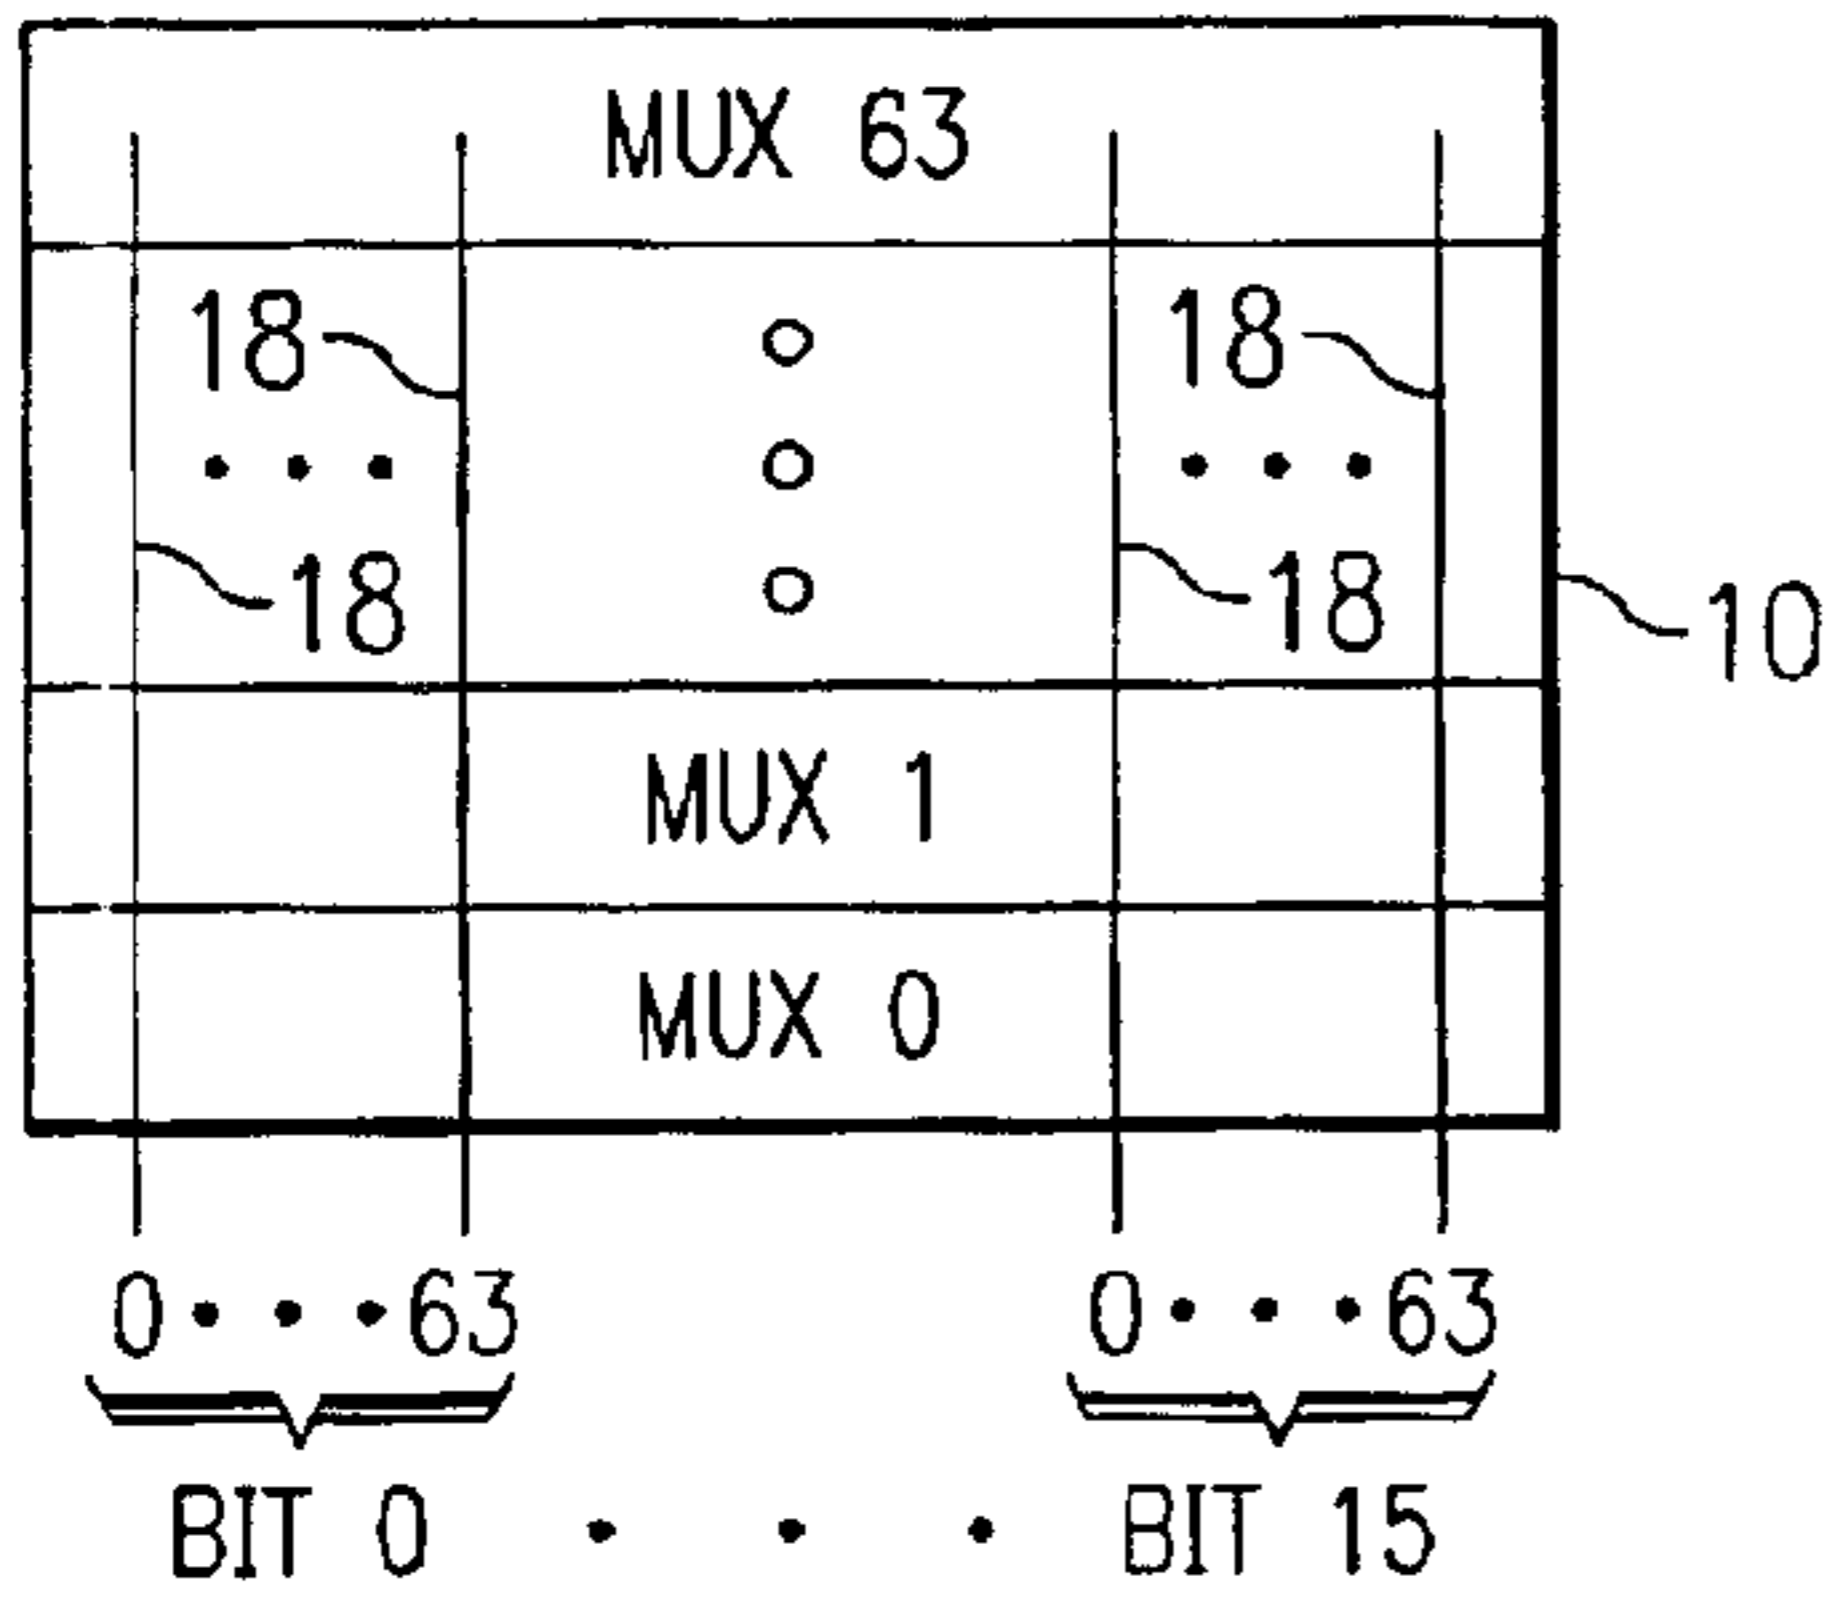 MUX 63
18 18
18 18
10
MUX 1
MUX 0
0 • • • 63 0 • • • 63
BIT 0 • • • BIT 15